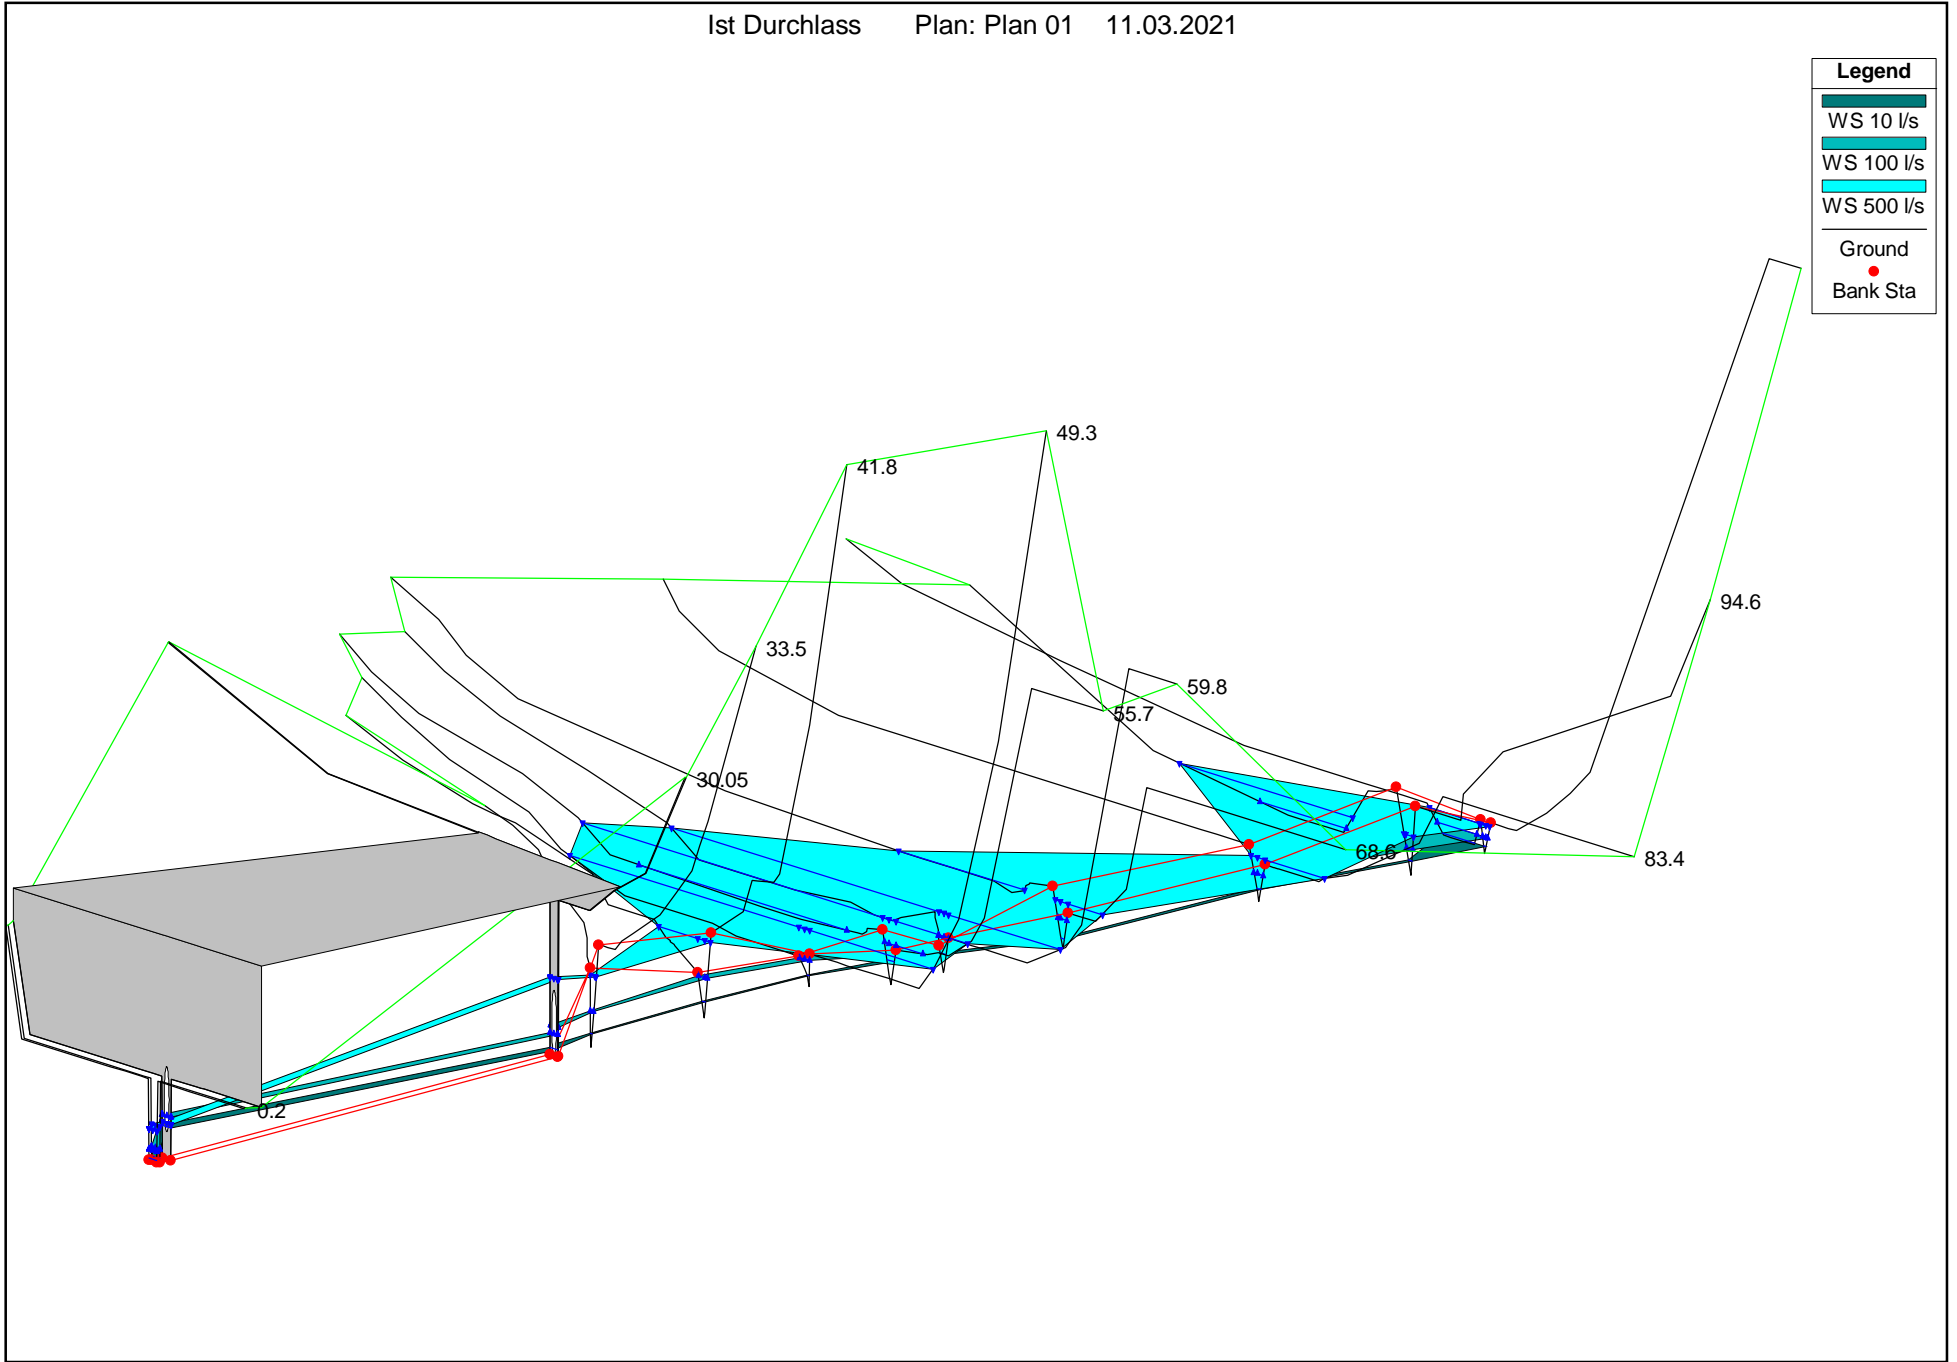 Ist Durchlass Plan: Plan 01 11.03.2021
Legend
WS 10 l/s
WS 100 l/s
WS 500 l/s
Ground
Bank Sta
49.3
41.8
94.6
33.5
59.8
55.7
30.05
68.6
83.4
0.2